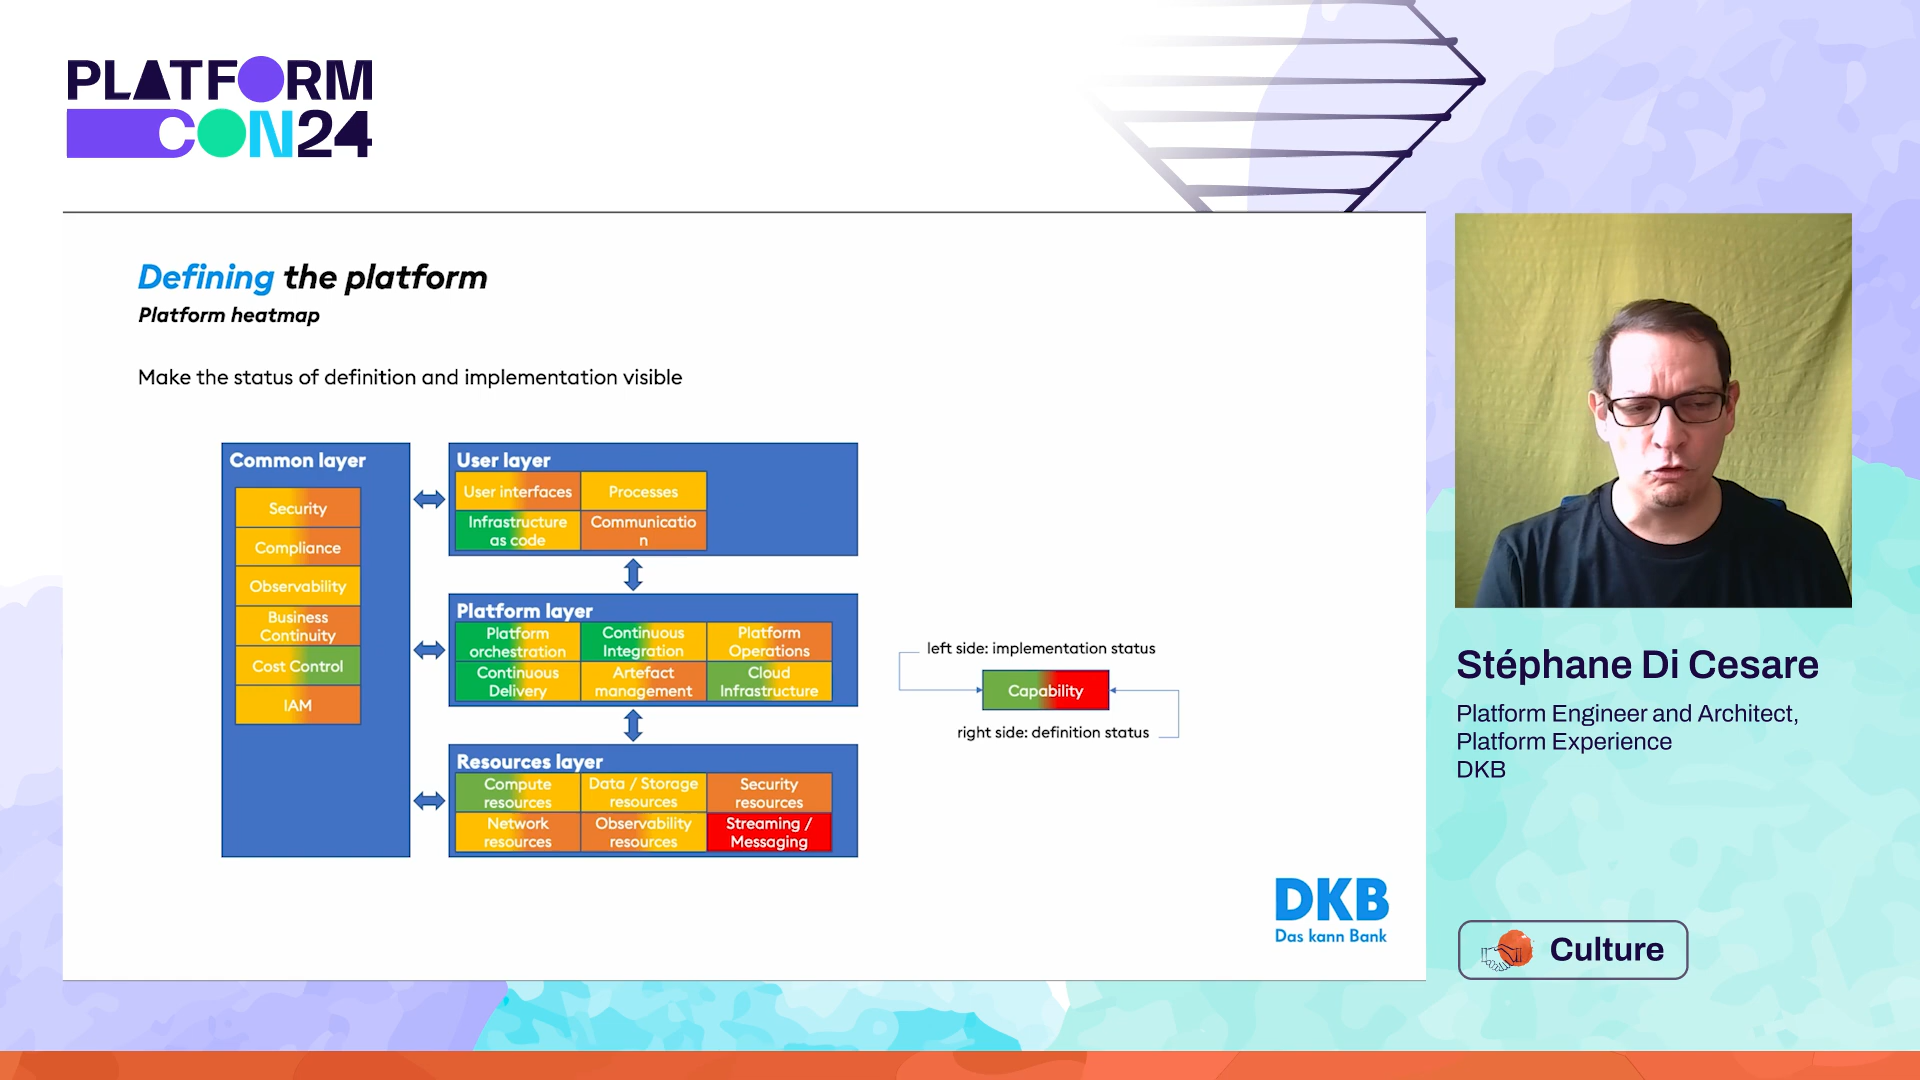 PLATFORM
CON24
Defining the platform
Platform heatmap
Make the status of definition and implementation visible
Common layer
Security
Compliance
Observability
Business
Continuity
Cost Control
IAM
User layer
User interfaces
Processes
Infrastructure
as code
Communicatio
n
Platform layer
Platform
orchestration
Continuous
Integration
Platform
Operations
Continuous
Delivery
Artefact
management
Cloud
Infrastructure
Resources layer
Compute
resources
Data / Storage
resources
Security
resources
Network
resources
Observability
resources
Streaming /
Messaging
left side: implementation status
Capability
right side: definition status
DKB
Das kann Bank
Stéphane Di Cesare
Platform Engineer and Architect,
Platform Experience
DKB
Culture